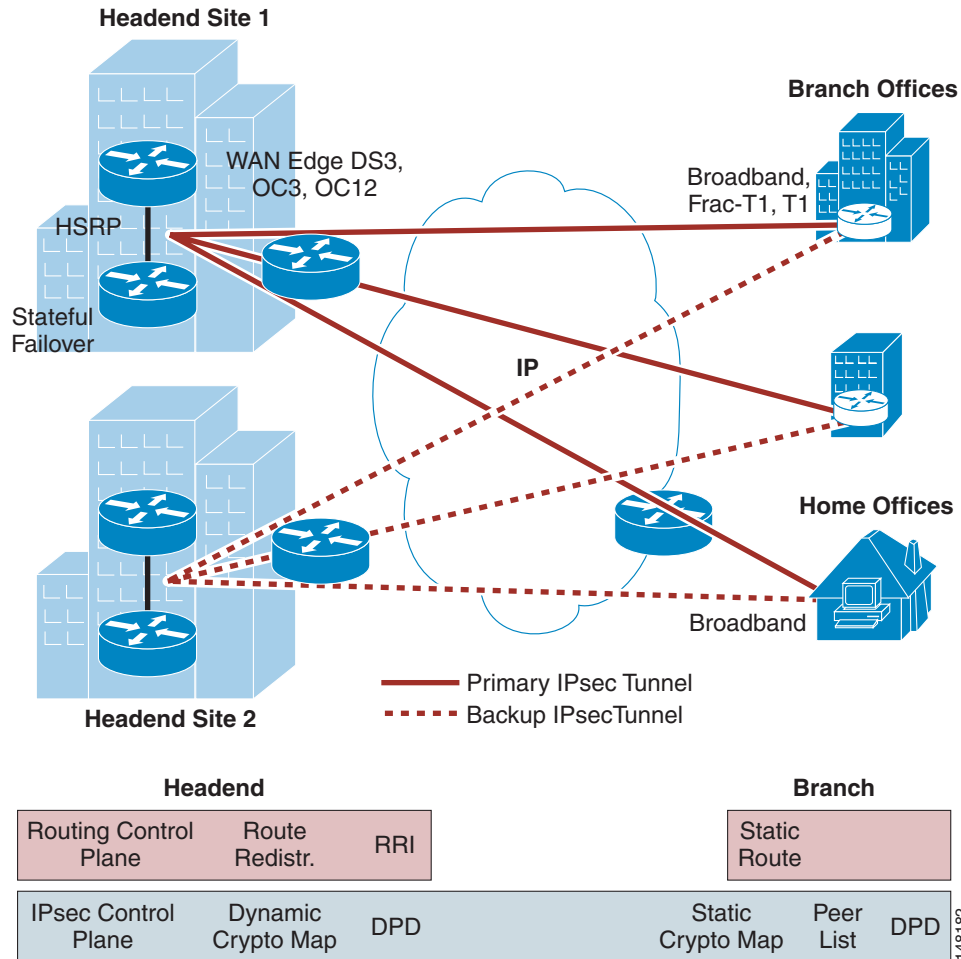 Headend Site 1
Branch Offices
WAN Edge DS3,
OC3, OC12
Broadband,
Frac-T1, T1
HSRP
Stateful
Failover
IP
Home Offices
Broadband
Primary IPsec Tunnel
Backup IPsecTunnel
Headend Site 2
Headend
Branch
Routing Control
Plane
Route
Redistr.
RRI
Static
Route
IPsec Control
Plane
Dynamic
Crypto Map
DPD
Static
Crypto Map
Peer
List
DPD
148182